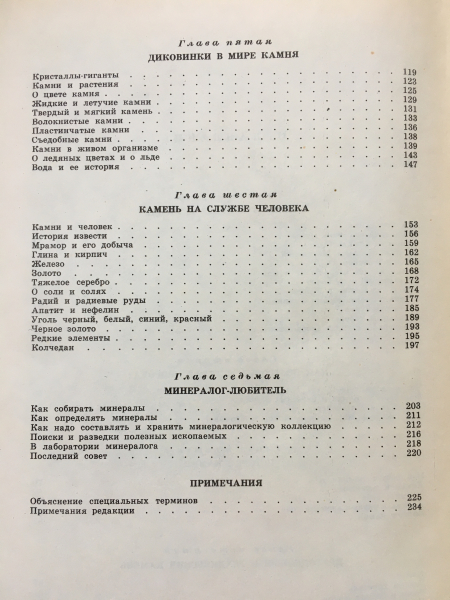 Глава пятая
ДИКОВИНКИ В МИРЕ КАМНЯ
Кристаллы-гиганты . . . . . . . . . . 119
Камни и растения . . . . . . . . . . 123
О цвете камня . . . . . . . . . . 125
Жидкие и летучие камни . . . . . . . . . . 129
Твердый и мягкий камень . . . . . . . . . . 131
Волокнистые камни . . . . . . . . . . 133
Пластинчатые камни . . . . . . . . . . 136
Съедобные камни . . . . . . . . . . 138
Камни в живом организме . . . . . . . . . . 139
О ледяных цветах и о льде . . . . . . . . . . 143
Вода и ее история . . . . . . . . . . 147
Глава шестая
КАМЕНЬ НА СЛУЖБЕ ЧЕЛОВЕКА
Камни и человек . . . . . . . . . . 153
История извести . . . . . . . . . . 156
Мрамор и его добыча . . . . . . . . . . 159
Глина и кирпич . . . . . . . . . . 162
Железо . . . . . . . . . . 165
Золото . . . . . . . . . . 168
Тяжелое серебро . . . . . . . . . . 172
О соли и солях . . . . . . . . . . 174
Радий и радиевые руды . . . . . . . . . . 177
Апатит и нефелин . . . . . . . . . . 185
Уголь черный, белый, синий, красный . . . . . . . . . . 189
Черное золото . . . . . . . . . . 193
Редкие элементы . . . . . . . . . . 195
Колчедан . . . . . . . . . . 197
Глава седьмая
МИНЕРАЛОГ-ЛЮБИТЕЛЬ
Как собирать минералы . . . . . . . . . . 203
Как определять минералы . . . . . . . . . . 211
Как надо составлять и хранить минералогическую коллекцию . . . . . . . . . . 212
Поиски и разведки полезных ископаемых . . . . . . . . . . 216
В лаборатории минералога . . . . . . . . . . 218
Последний совет . . . . . . . . . . 220
ПРИМЕЧАНИЯ
Объяснение специальных терминов . . . . . . . . . . 225
Примечания редакции . . . . . . . . . . 234